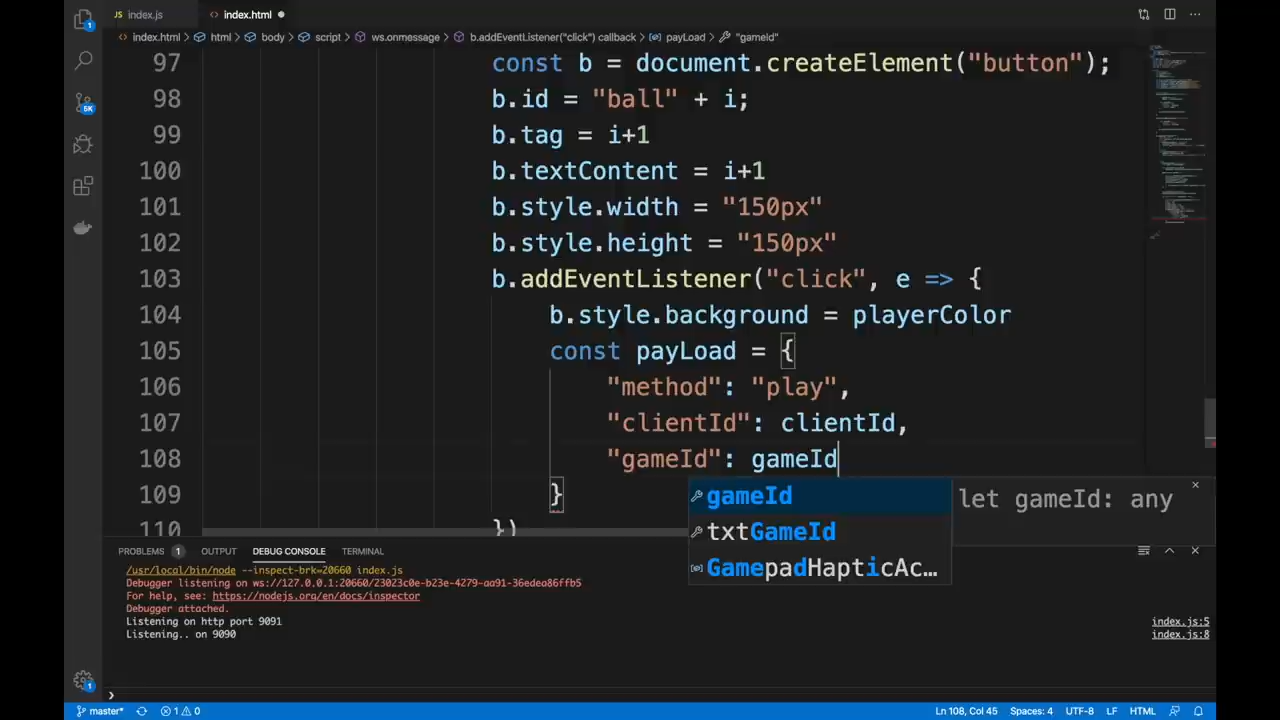 index.js
index.html
index.html > html > body > script > ws.onmessage > b.addEventListener("click") callback > payLoad > "gameId"
97 const b = document.createElement("button");
98 b.id = "ball" + i;
99 b.tag = i+1
100 b.textContent = i+1
101 b.style.width = "150px"
102 b.style.height = "150px"
103 b.addEventListener("click", e => {
104 b.style.background = playerColor
105 const payLoad = {
106 "method": "play",
107 "clientId": clientId,
108 "gameId": gameId
109 }
110 })
gameId
let gameId: any
txtGameId
GamepadHapticAc…
PROBLEMS 1 OUTPUT DEBUG CONSOLE TERMINAL
/usr/local/bin/node --inspect-brk=20660 index.js
Debugger listening on ws://127.0.0.1:20660/23023c0e-b23e-4279-aa91-36edea86ffb5
For help, see: https://nodejs.org/en/docs/inspector
Debugger attached.
Listening on http port 9091 index.js:5
Listening.. on 9090 index.js:8
1
5K
1
master* 1 0 Ln 108, Col 45 Spaces: 4 UTF-8 LF HTML